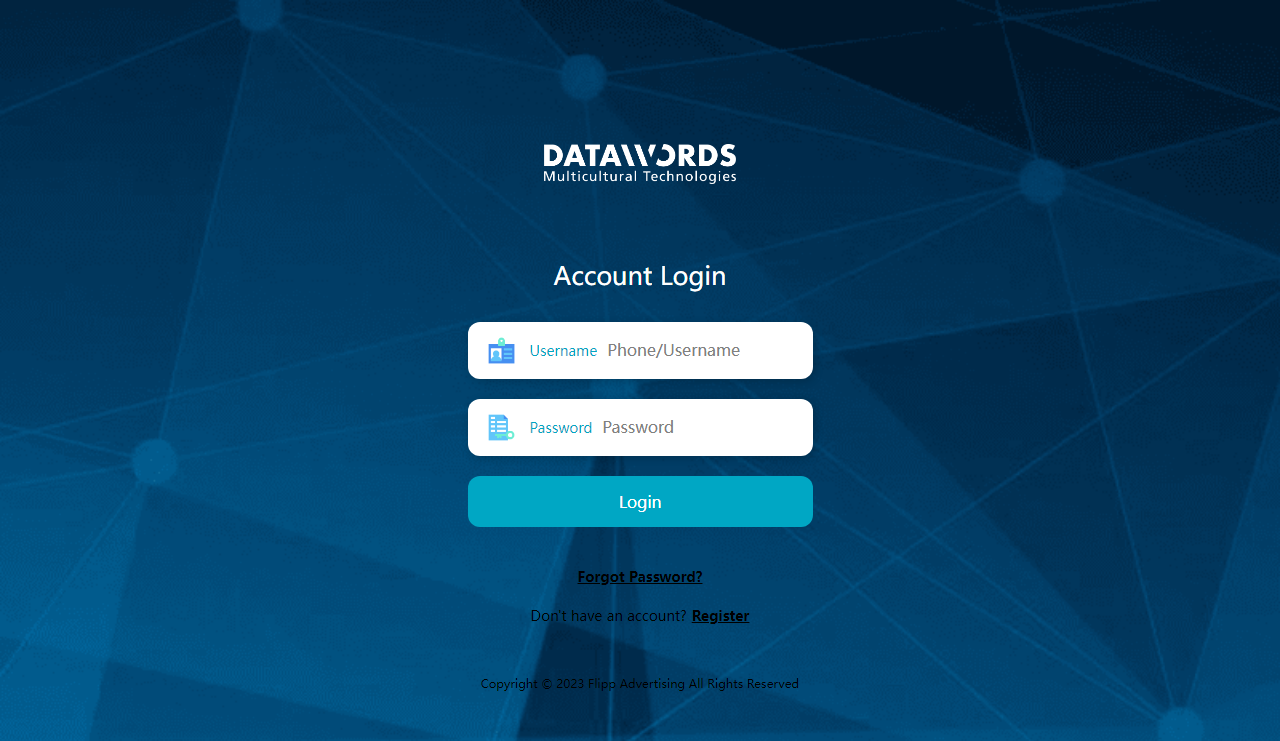 DATAWORDS
Multicultural Technologies
Account Login
Username Phone/Username
Password Password
Login
Forgot Password?
Don't have an account? Register
Copyright © 2023 Flipp Advertising All Rights Reserved